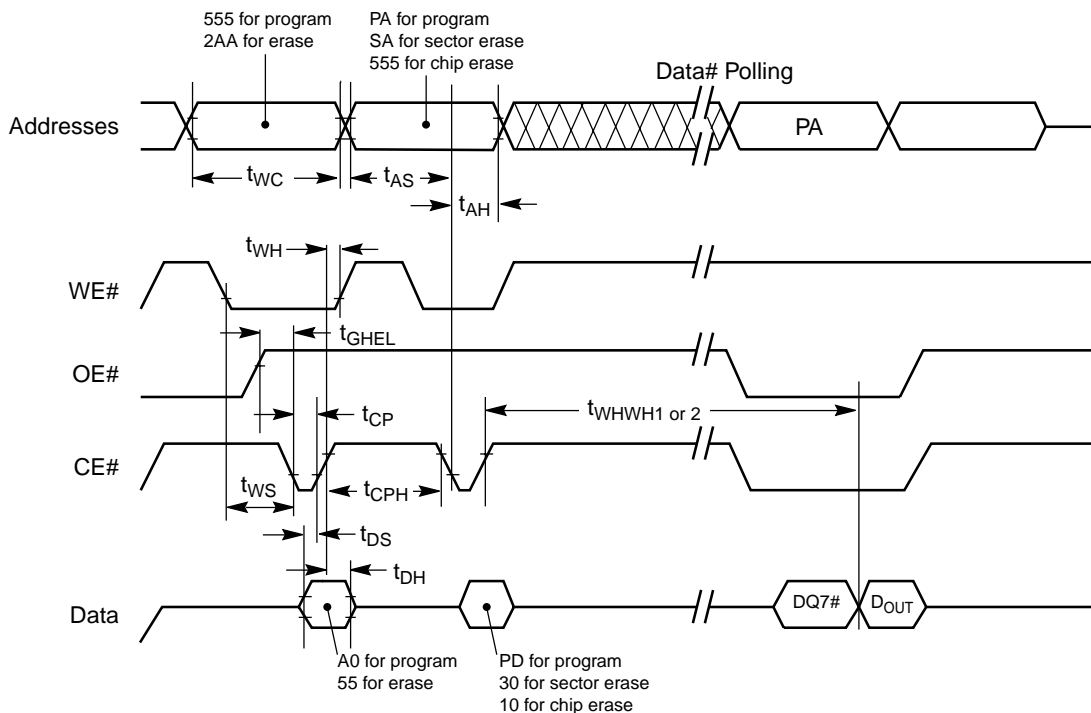 555 for program
2AA for erase
PA for program
SA for sector erase
555 for chip erase
Data# Polling
Addresses
PA
tWC
tAS
tAH
tWH
WE#
tGHEL
OE#
tWHWH1 or 2
tCP
CE#
tWS
tCPH
tDS
tDH
Data
DQ7#
DOUT
A0 for program
55 for erase
PD for program
30 for sector erase
10 for chip erase